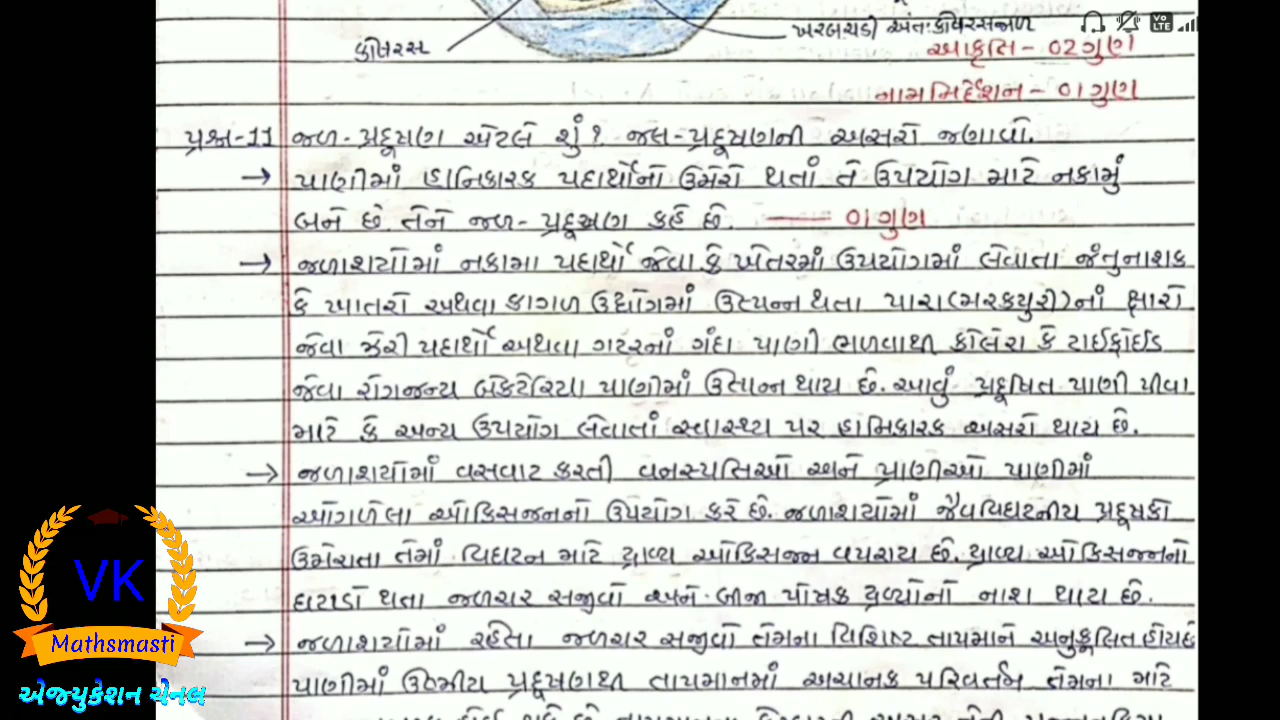 ખરબચડી અંતઃકોષરસજાળ
કોષરસ
આકૃતિ - 02 ગુણ
નામનિર્દેશન - 01 ગુણ
પ્રશ્ન-11 જળ-પ્રદૂષણ એટલે શું? જલ-પ્રદૂષણની અસરો જણાવો.
→ પાણીમાં હાનિકારક પદાર્થોનો ઉમેરો થતાં તે ઉપયોગ માટે નકામું
બને છે. તેને જળ-પ્રદૂષણ કહે છે. — 01 ગુણ
→ જળાશયોમાં નકામા પદાર્થો જેવા કે ખેતરમાં ઉપયોગમાં લેવાતા જંતુનાશક
કે ખાતરો અથવા કાગળ ઉદ્યોગમાં ઉત્પન્ન થતા પારા(મરક્યુરી)નાં ક્ષારો
જેવા ઝેરી પદાર્થો અથવા ગટરનાં ગંદા પાણી ભળવાથી કોલેરા કે ટાઈફોઈડ
જેવા રોગજન્ય બેક્ટેરિયા પાણીમાં ઉત્પન્ન થાય છે. આવું પ્રદૂષિત પાણી પીવા
માટે કે અન્ય ઉપયોગ લેવાતાં સ્વાસ્થ્ય પર હાનિકારક અસરો થાય છે.
→ જળાશયોમાં વસવાટ કરતી વનસ્પતિઓ અને પ્રાણીઓ પાણીમાં
ઓગળેલા ઓક્સિજનનો ઉપયોગ કરે છે. જળાશયોમાં જૈવવિઘટનીય પ્રદૂષકો
ઉમેરાતા તેમાં વિઘટન માટે દ્રાવ્ય ઓક્સિજન વપરાય છે. દ્રાવ્ય ઓક્સિજનનો
ઘટાડો થતા જળચર સજીવો અને બીજા પોષક દ્રવ્યોનો નાશ થાય છે.
→ જળાશયોમાં રહેતા જળચર સજીવો તેમના વિશિષ્ટ તાપમાને અનુકૂલિત હોય છે
પાણીમાં ઉષ્મીય પ્રદૂષણથી તાપમાનમાં અચાનક પરિવર્તન તેમના માટે
VK
Mathsmasti
એજ્યુકેશન ચેનલ